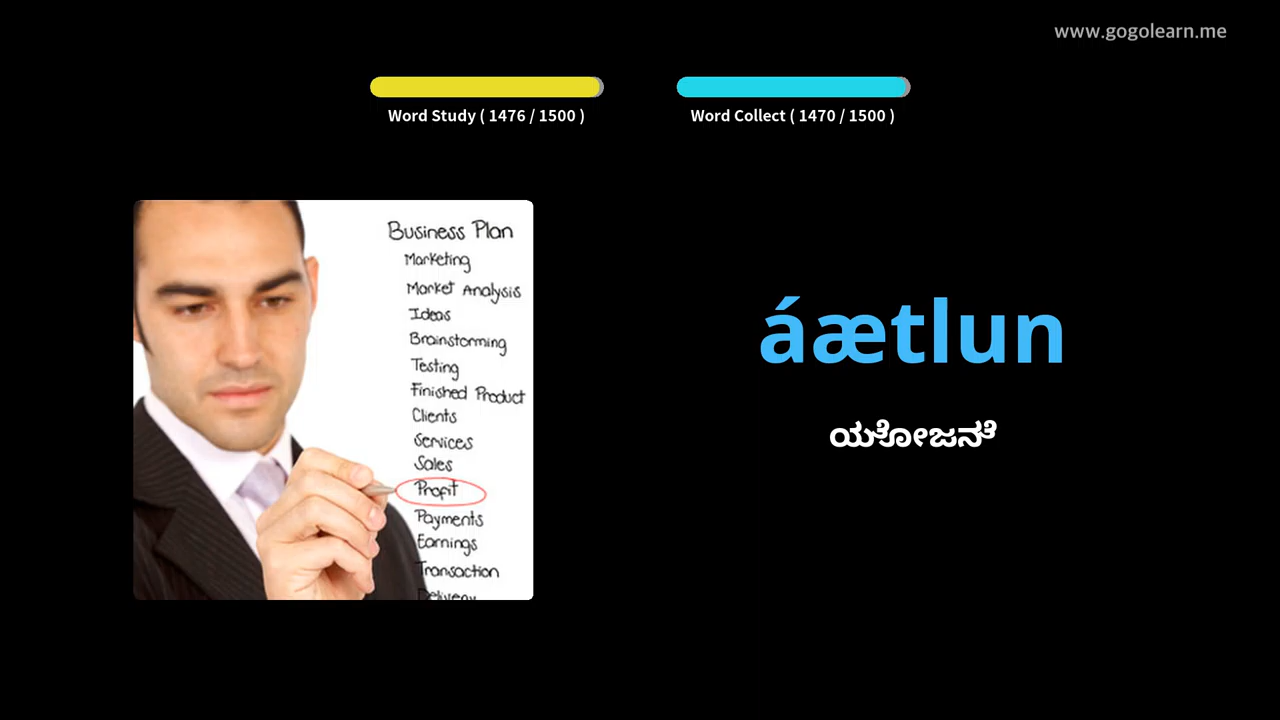 www.gogolearn.me
Word Study ( 1476 / 1500 )
Word Collect ( 1470 / 1500 )
Business Plan
Marketing
Market Analysis
Ideas
Brainstorming
Testing
Finished Product
Clients
Services
Sales
Profit
Payments
Earnings
Transaction
Delivery
áætlun
ಯೋಜನೆ